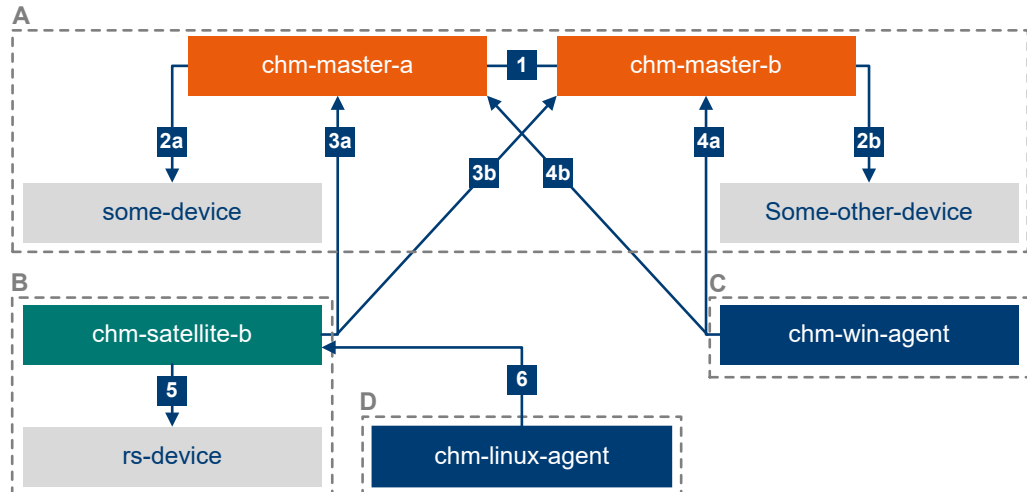 A
chm-master-a
1
chm-master-b
2a
3a
3b
4b
4a
2b
some-device
Some-other-device
B
C
chm-satellite-b
chm-win-agent
5
6
D
rs-device
chm-linux-agent